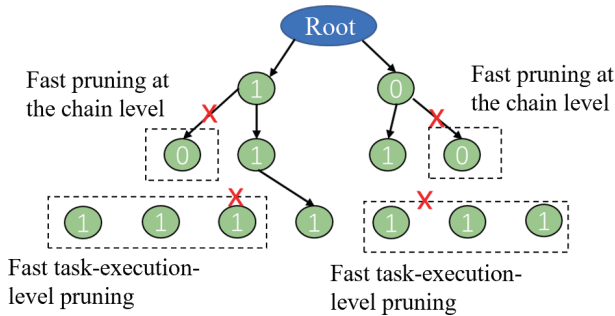 Root
Fast pruning at
the chain level
Fast pruning at
the chain level
1
0
X
X
0
1
1
0
X
X
1
1
1
1
1
1
1
Fast task-execution-
level pruning
Fast task-execution-
level pruning